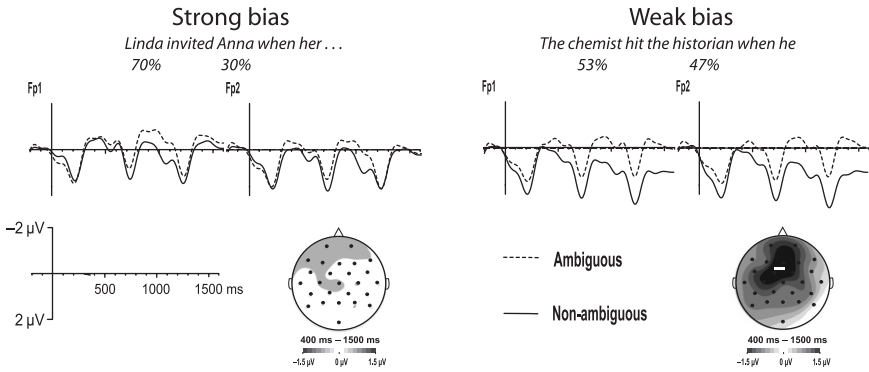 Strong bias
Linda invited Anna when her . . .
70% 30%
Fp1 Fp2
Weak bias
The chemist hit the historian when he
53% 47%
Fp1 Fp2
–2 µV
2 µV
500 1000 1500 ms
400 ms – 1500 ms
–1.5 µV 0 µV 1.5 µV
Ambiguous
Non-ambiguous
400 ms – 1500 ms
–1.5 µV 0 µV 1.5 µV